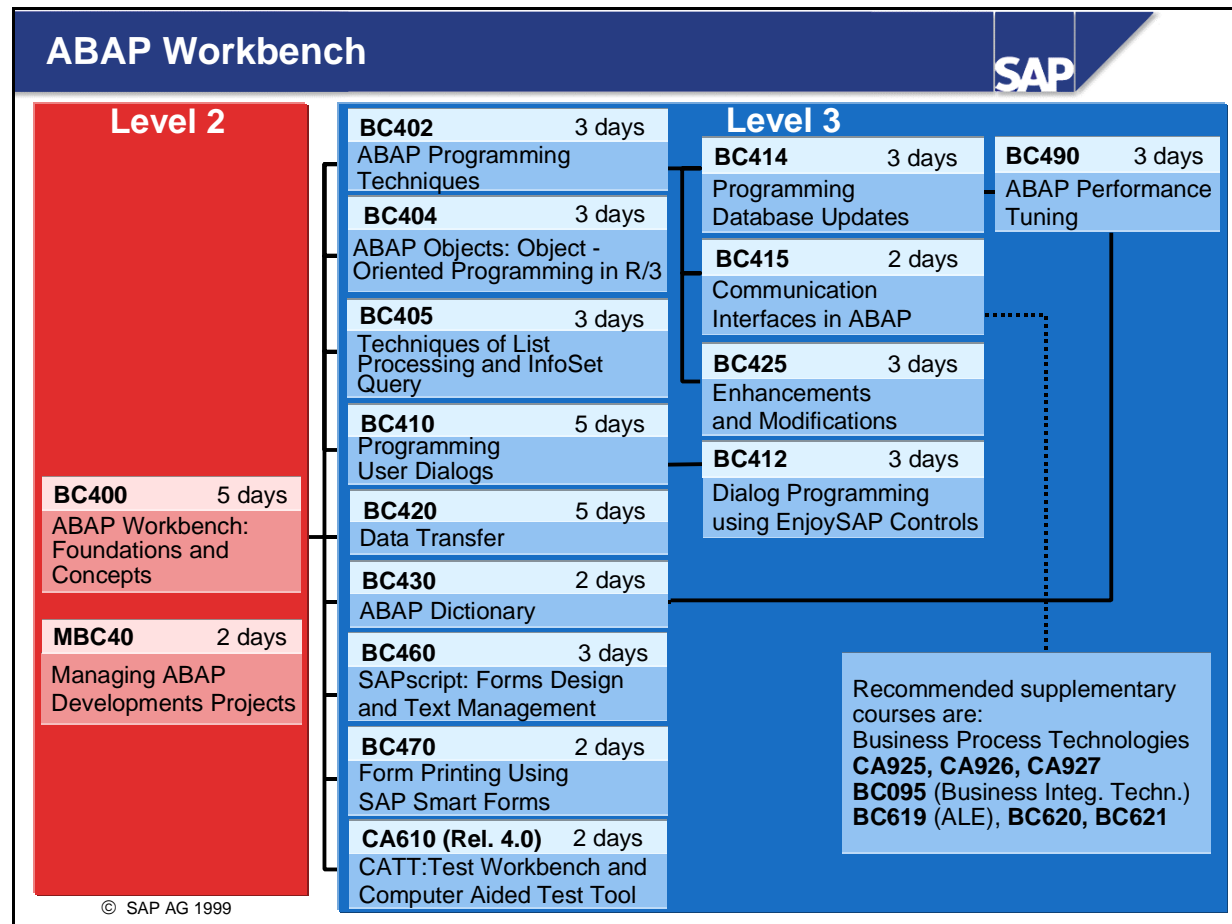 ABAP Workbench
SAP
Level 2
BC400 5 days
ABAP Workbench:
Foundations and
Concepts
MBC40 2 days
Managing ABAP
Developments Projects
Level 3
BC402 3 days
ABAP Programming
Techniques
BC404 3 days
ABAP Objects: Object -
Oriented Programming in R/3
BC405 3 days
Techniques of List
Processing and InfoSet
Query
BC410 5 days
Programming
User Dialogs
BC420 5 days
Data Transfer
BC430 2 days
ABAP Dictionary
BC460 3 days
SAPscript: Forms Design
and Text Management
BC470 2 days
Form Printing Using
SAP Smart Forms
CA610 (Rel. 4.0) 2 days
CATT:Test Workbench and
Computer Aided Test Tool
BC414 3 days
Programming
Database Updates
BC415 2 days
Communication
Interfaces in ABAP
BC425 3 days
Enhancements
and Modifications
BC412 3 days
Dialog Programming
using EnjoySAP Controls
BC490 3 days
ABAP Performance
Tuning
Recommended supplementary
courses are:
Business Process Technologies
CA925, CA926, CA927
BC095 (Business Integ. Techn.)
BC619 (ALE), BC620, BC621
© SAP AG 1999